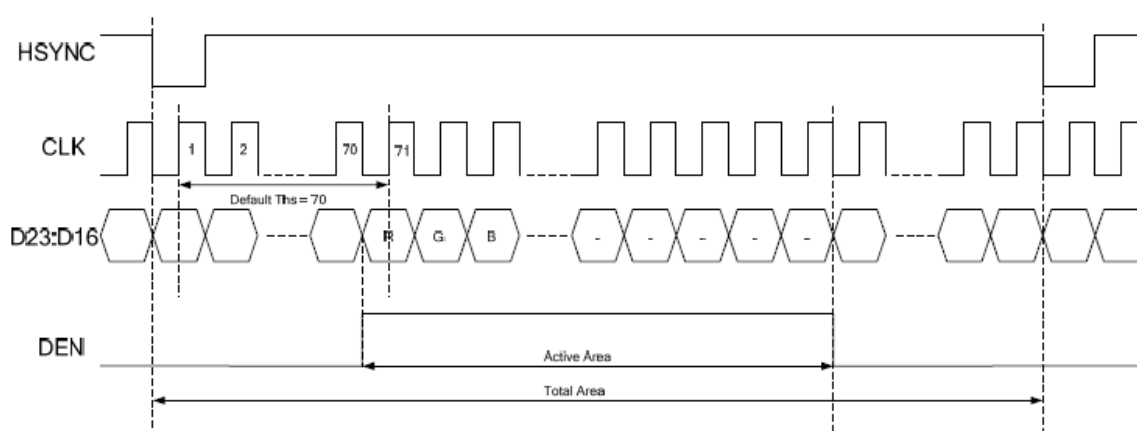 HSYNC
CLK
1
2
70
71
Default Ths = 70
D23:D16
R
G
B
-
-
-
-
-
DEN
Active Area
Total Area